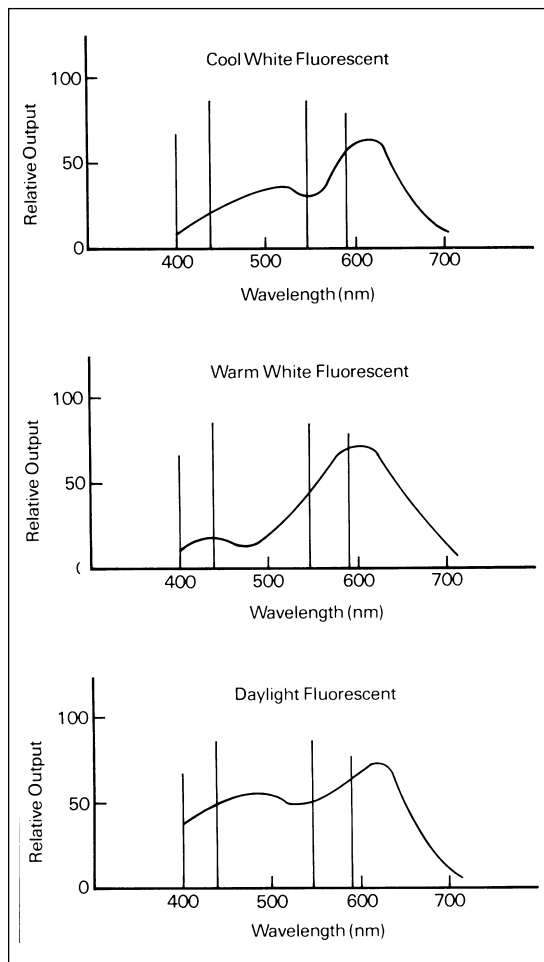 Cool White Fluorescent
100
50
0
Relative Output
400 500 600 700
Wavelength (nm)
Warm White Fluorescent
100
50
(
Relative Output
400 500 600 700
Wavelength (nm)
Daylight Fluorescent
100
50
0
Relative Output
400 500 600 700
Wavelength (nm)